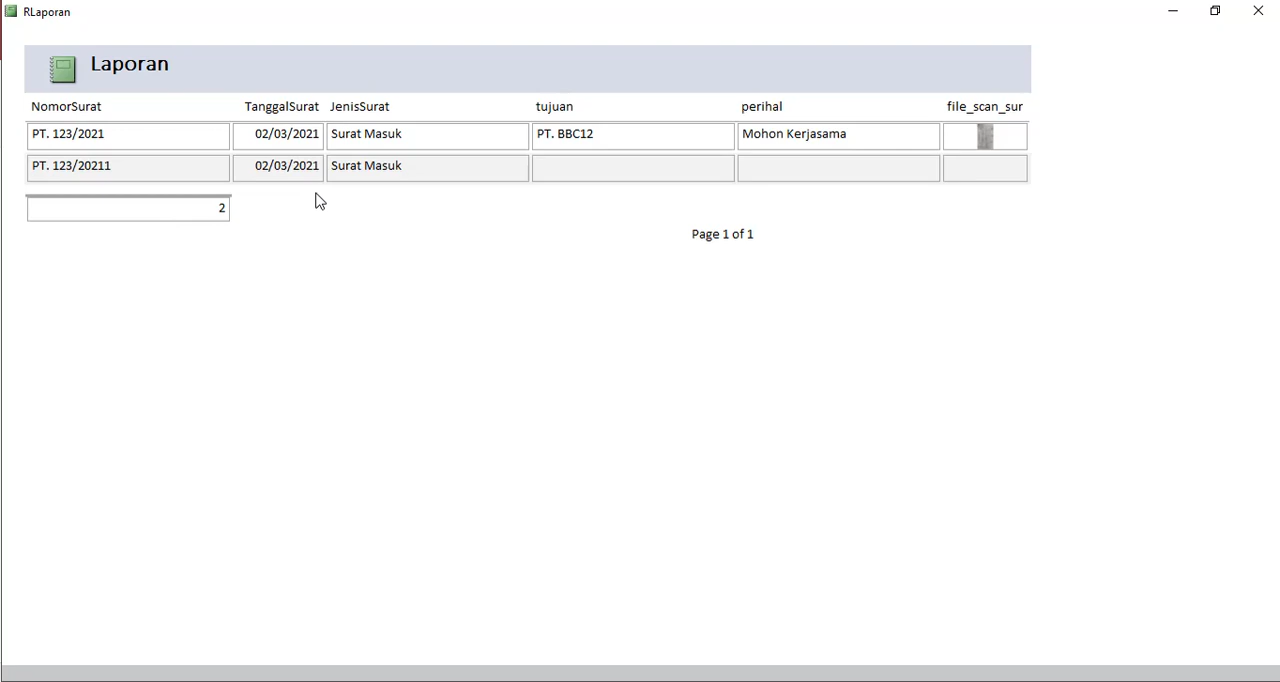 RLaporan
Laporan
NomorSurat TanggalSurat JenisSurat tujuan perihal file_scan_sur
PT. 123/2021 02/03/2021 Surat Masuk PT. BBC12 Mohon Kerjasama
PT. 123/20211 02/03/2021 Surat Masuk
2
Page 1 of 1